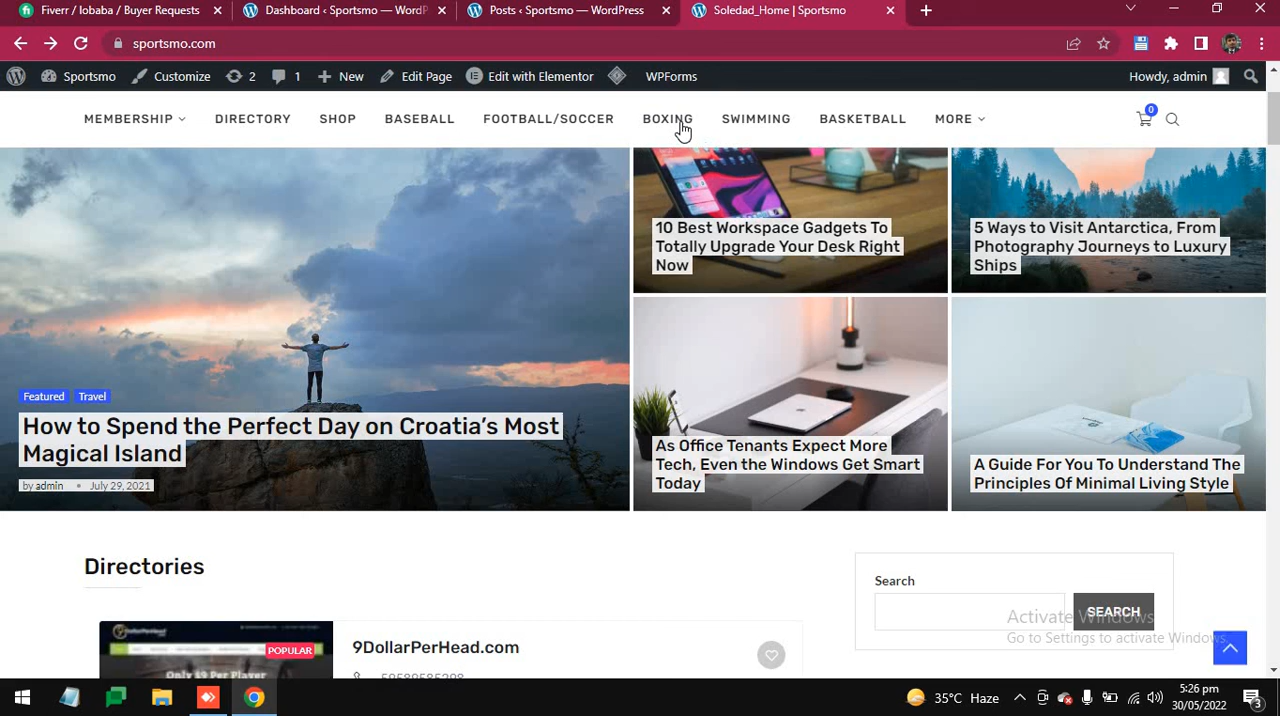 Fiverr / lobaba / Buyer Requests
Dashboard ‹ Sportsmo — WordP
Posts ‹ Sportsmo — WordPress
Soledad_Home | Sportsmo
sportsmo.com
Sportsmo
Customize
2
1
New
Edit Page
Edit with Elementor
WPForms
Howdy, admin
MEMBERSHIP
DIRECTORY
SHOP
BASEBALL
FOOTBALL/SOCCER
BOXING
SWIMMING
BASKETBALL
MORE
0
Featured
Travel
How to Spend the Perfect Day on Croatia's Most
Magical Island
by admin • July 29, 2021
10 Best Workspace Gadgets To
Totally Upgrade Your Desk Right
Now
5 Ways to Visit Antarctica, From
Photography Journeys to Luxury
Ships
As Office Tenants Expect More
Tech, Even the Windows Get Smart
Today
A Guide For You To Understand The
Principles Of Minimal Living Style
Directories
9DollarPerHead
POPULAR
Only $9 Per Player
9DollarPerHead.com
Search
SEARCH
Activate Windows
Go to Settings to activate Windows.
35°C Haze
5:26 pm
30/05/2022
3